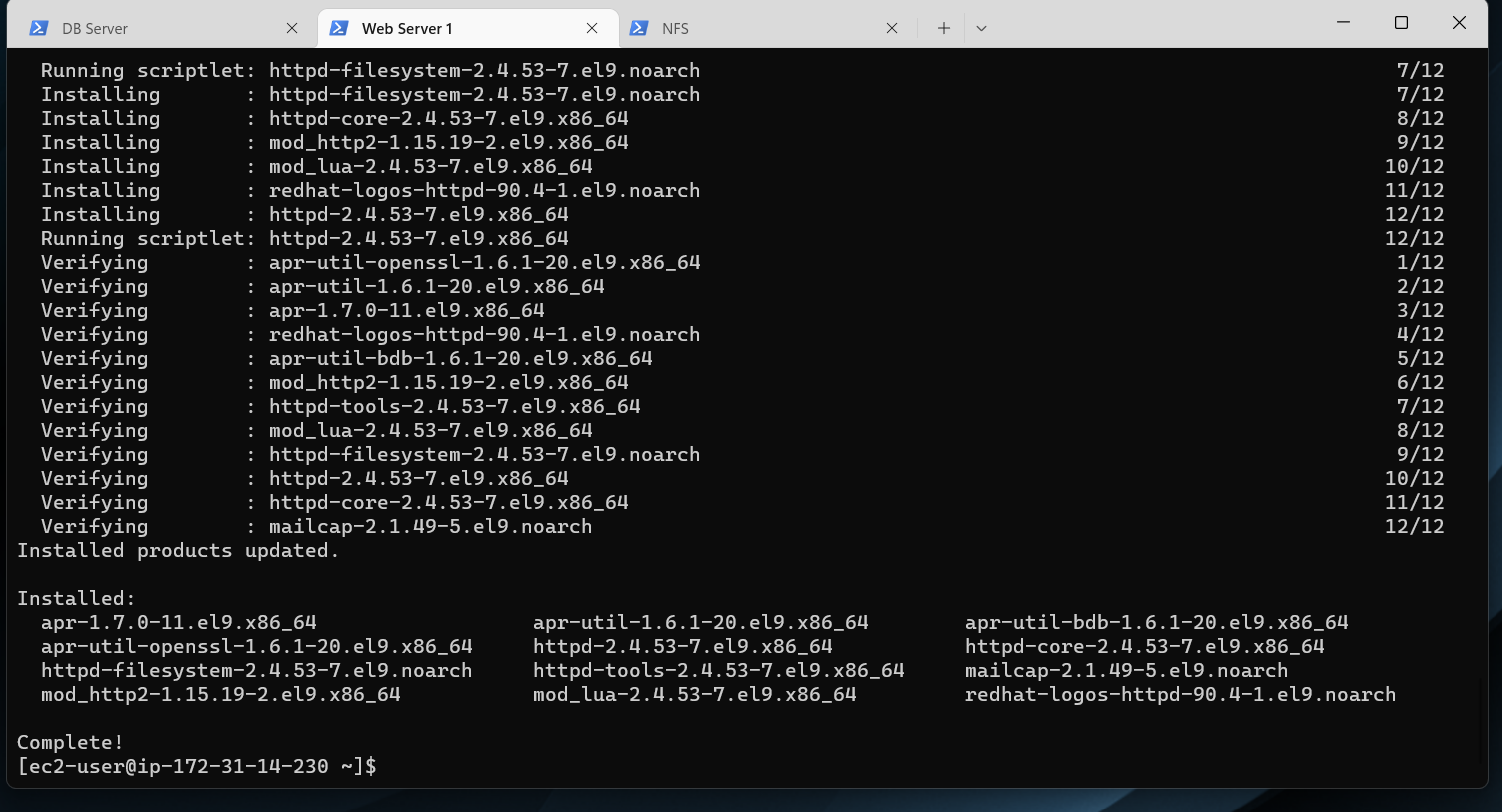 DB Server Web Server 1 NFS
Running scriptlet: httpd-filesystem-2.4.53-7.el9.noarch 7/12
Installing : httpd-filesystem-2.4.53-7.el9.noarch 7/12
Installing : httpd-core-2.4.53-7.el9.x86_64 8/12
Installing : mod_http2-1.15.19-2.el9.x86_64 9/12
Installing : mod_lua-2.4.53-7.el9.x86_64 10/12
Installing : redhat-logos-httpd-90.4-1.el9.noarch 11/12
Installing : httpd-2.4.53-7.el9.x86_64 12/12
Running scriptlet: httpd-2.4.53-7.el9.x86_64 12/12
Verifying : apr-util-openssl-1.6.1-20.el9.x86_64 1/12
Verifying : apr-util-1.6.1-20.el9.x86_64 2/12
Verifying : apr-1.7.0-11.el9.x86_64 3/12
Verifying : redhat-logos-httpd-90.4-1.el9.noarch 4/12
Verifying : apr-util-bdb-1.6.1-20.el9.x86_64 5/12
Verifying : mod_http2-1.15.19-2.el9.x86_64 6/12
Verifying : httpd-tools-2.4.53-7.el9.x86_64 7/12
Verifying : mod_lua-2.4.53-7.el9.x86_64 8/12
Verifying : httpd-filesystem-2.4.53-7.el9.noarch 9/12
Verifying : httpd-2.4.53-7.el9.x86_64 10/12
Verifying : httpd-core-2.4.53-7.el9.x86_64 11/12
Verifying : mailcap-2.1.49-5.el9.noarch 12/12
Installed products updated.
Installed:
apr-1.7.0-11.el9.x86_64 apr-util-1.6.1-20.el9.x86_64 apr-util-bdb-1.6.1-20.el9.x86_64
apr-util-openssl-1.6.1-20.el9.x86_64 httpd-2.4.53-7.el9.x86_64 httpd-core-2.4.53-7.el9.x86_64
httpd-filesystem-2.4.53-7.el9.noarch httpd-tools-2.4.53-7.el9.x86_64 mailcap-2.1.49-5.el9.noarch
mod_http2-1.15.19-2.el9.x86_64 mod_lua-2.4.53-7.el9.x86_64 redhat-logos-httpd-90.4-1.el9.noarch
Complete!
[ec2-user@ip-172-31-14-230 ~]$